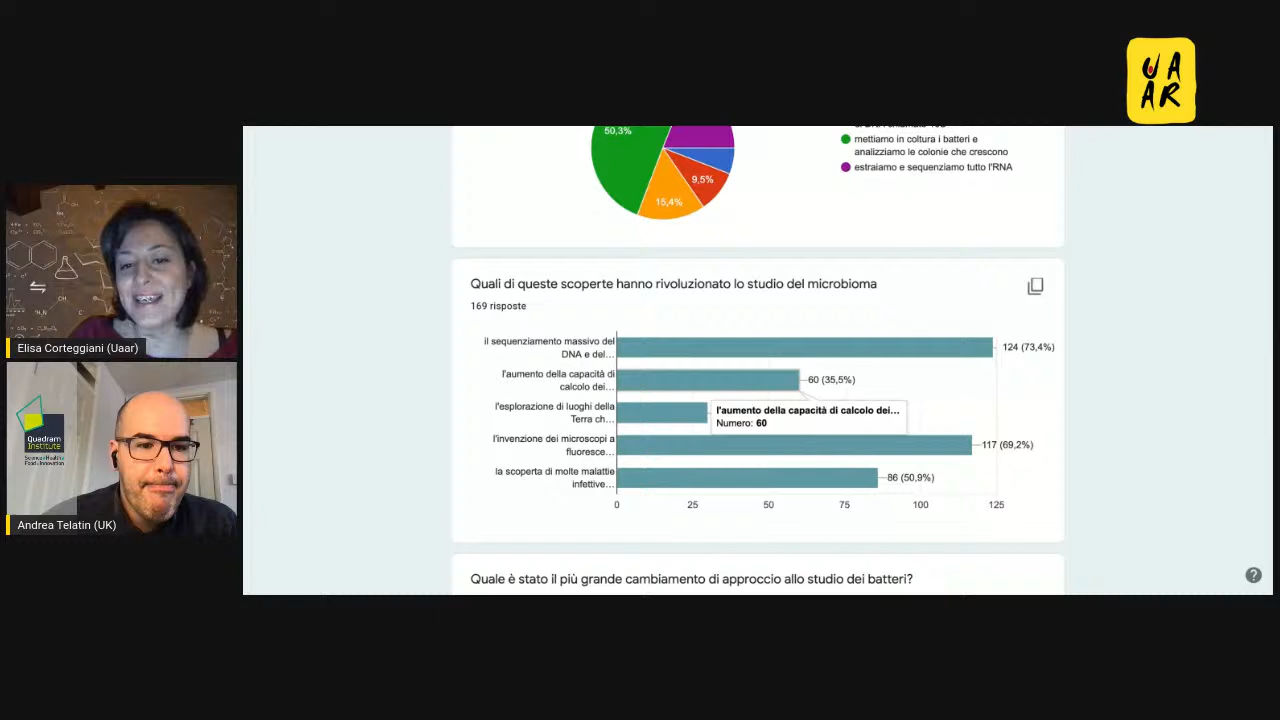 UAAR
50,3%
mettiamo in coltura i batteri e
analizziamo le colonie che crescono
estraiamo e sequenziamo tutto l'RNA
9,5%
15,4%
Quali di queste scoperte hanno rivoluzionato lo studio del microbioma
169 risposte
il sequenziamento massivo del
DNA e del…
124 (73,4%)
l'aumento della capacità di
calcolo dei…
60 (35,5%)
l'esplorazione di luoghi della
Terra ch…
l'aumento della capacità di calcolo dei…
Numero: 60
l'invenzione dei microscopi a
fluoresce…
117 (69,2%)
la scoperta di molte malattie
infettive…
86 (50,9%)
0 25 50 75 100 125
Quale è stato il più grande cambiamento di approccio allo studio dei batteri?
Elisa Corteggiani (Uaar)
Quadram
Institute
Science Health
Food Innovation
Andrea Telatin (UK)